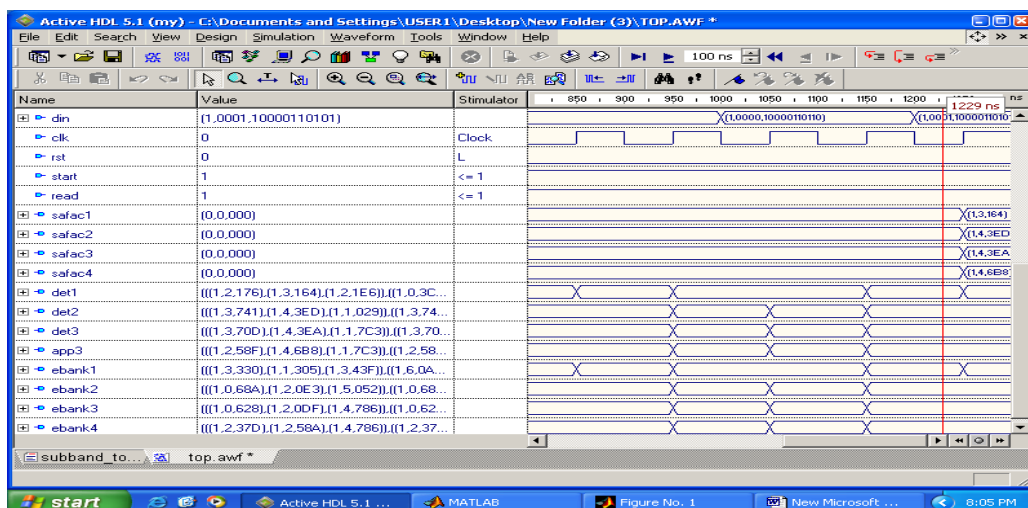 Active HDL 5.1 (my) - C:\Documents and Settings\USER1\Desktop\New Folder (3)\TOP.AWF *
File Edit Search View Design Simulation Waveform Tools Window Help
100 ns
Name Value Stimulator 850 900 950 1000 1050 1100 1150 1200 ns
1229 ns
din (1,0001,10000110101) (1,0000,10000110110) (1,0001,1000011010
clk 0 Clock
rst 0 L
start 1 <= 1
read 1 <= 1
safac1 (0,0,000) (1,3,164)
safac2 (0,0,000) (1,4,3ED
safac3 (0,0,000) (1,4,3EA
safac4 (0,0,000) (1,4,6B8
det1 (((1,2,176),(1,3,164),(1,2,1E6)),((1,0,3C...
det2 (((1,3,741),(1,4,3ED),(1,1,029)),((1,3,74...
det3 (((1,3,70D),(1,4,3EA),(1,1,7C3)),((1,3,70...
app3 (((1,2,58F),(1,4,6B8),(1,1,7C3)),((1,2,58...
ebank1 (((1,3,330),(1,1,305),(1,3,43F)),((1,6,0A...
ebank2 (((1,0,68A),(1,2,0E3),(1,5,052)),((1,0,68...
ebank3 (((1,0,628),(1,2,0DF),(1,4,786)),((1,0,62...
ebank4 (((1,2,37D),(1,2,58A),(1,4,786)),((1,2,37...
subband_to... top.awf *
start Active HDL 5.1 ... MATLAB Figure No. 1 New Microsoft ... 8:05 PM